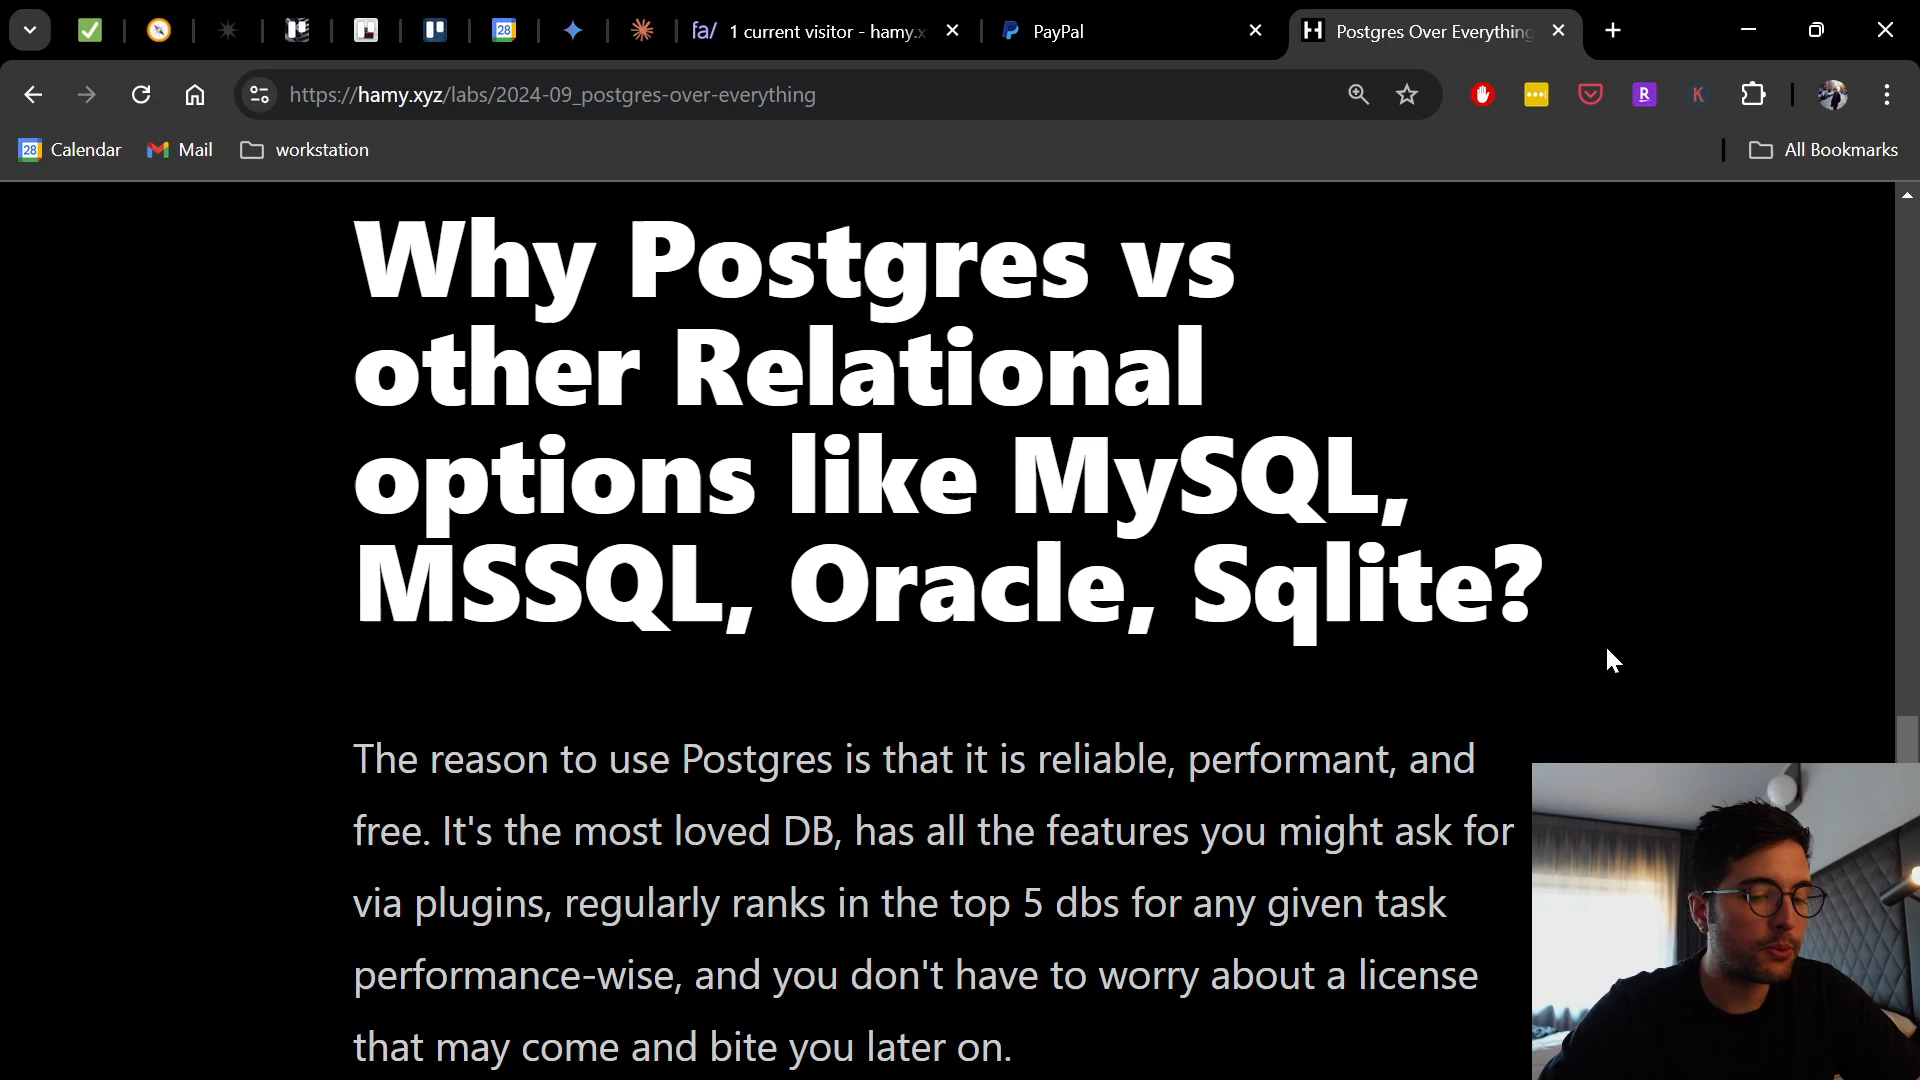 28
fa/ 1 current visitor - hamy.x
PayPal
Postgres Over Everything
https://hamy.xyz/labs/2024-09_postgres-over-everything
R
K
28 Calendar
Mail
workstation
All Bookmarks
Why Postgres vs
other Relational
options like MySQL,
MSSQL, Oracle, Sqlite?
The reason to use Postgres is that it is reliable, performant, and
free. It's the most loved DB, has all the features you might ask for
via plugins, regularly ranks in the top 5 dbs for any given task
performance-wise, and you don't have to worry about a license
that may come and bite you later on.